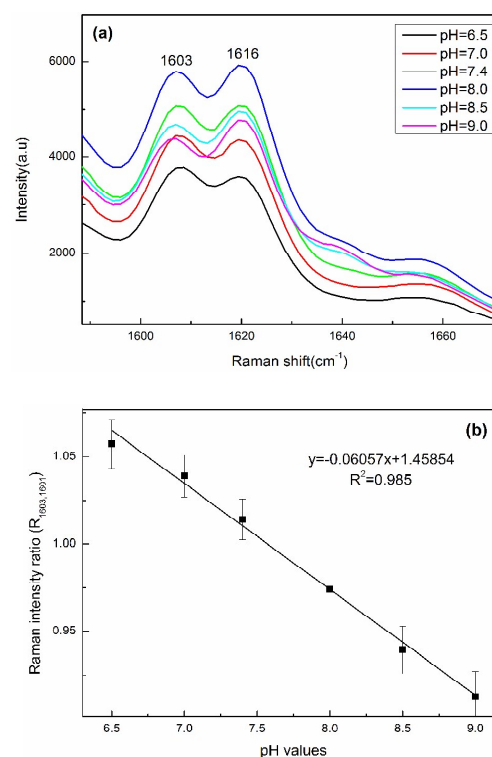 (a)
1603
1616
pH=6.5
pH=7.0
pH=7.4
pH=8.0
pH=8.5
pH=9.0
6000
4000
2000
Intensity(a.u)
1600
1620
1640
1660
Raman shift(cm⁻¹)
(b)
y=-0.06057x+1.45854
R²=0.985
1.05
1.00
0.95
Raman intensity ratio (R₁₆₀₃,₁₆₀₁)
6.5
7.0
7.5
8.0
8.5
9.0
pH values